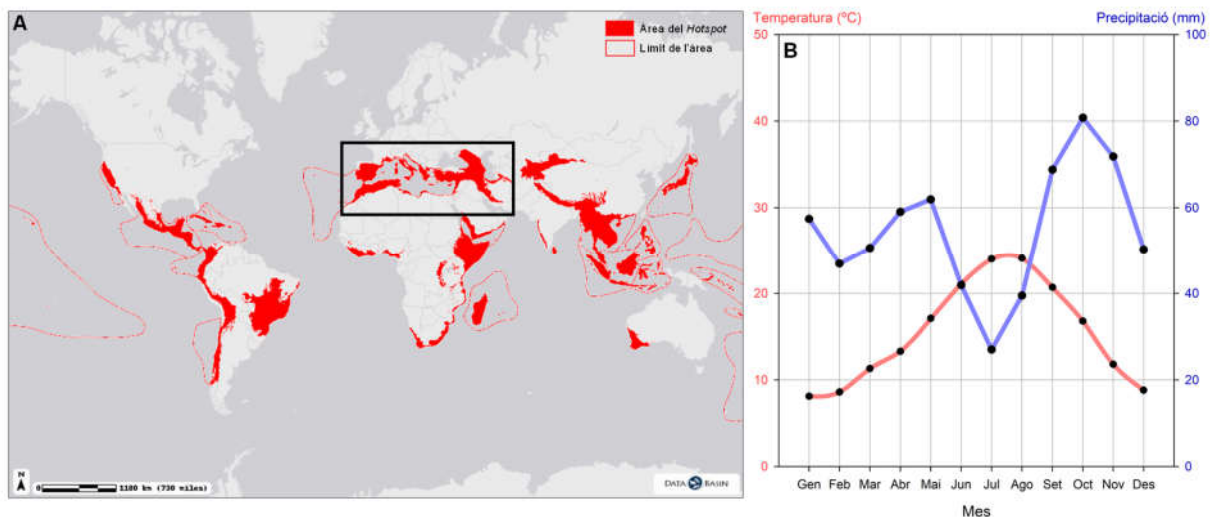 A
Àrea del Hotspot
Límit de l'àrea
N
0 1180 km (730 miles)
DATA BASIN
Temperatura (ºC)
Precipitació (mm)
B
50
40
30
20
10
0
100
80
60
40
20
0
Gen Feb Mar Abr Mai Jun Jul Ago Set Oct Nov Des
Mes